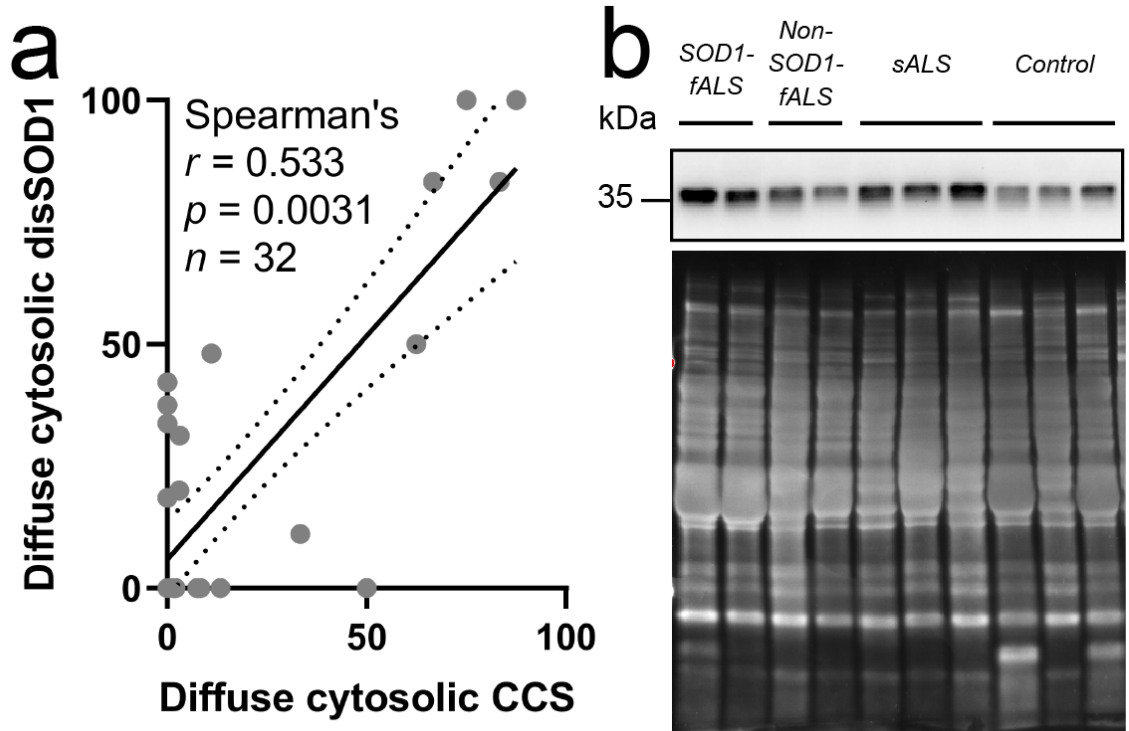 a
Diffuse cytosolic disSOD1
100
50
0
Spearman's
r = 0.533
p = 0.0031
n = 32
0
50
100
Diffuse cytosolic CCS
b
kDa
SOD1-
fALS
Non-
SOD1-
fALS
sALS
Control
35